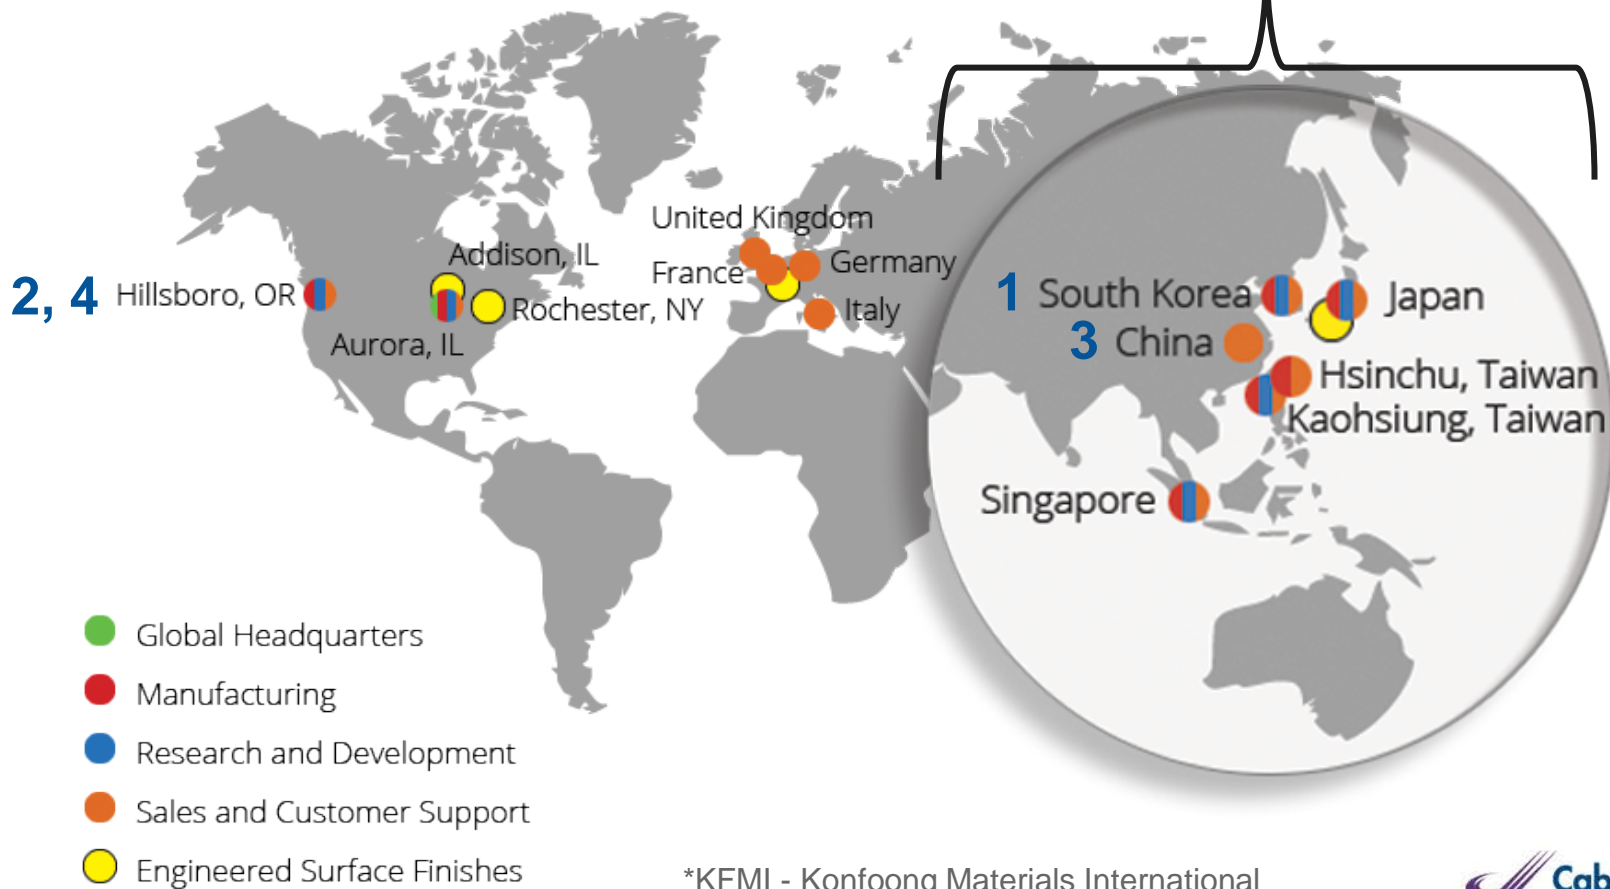 United Kingdom
Addison, IL
France
Germany
2, 4 Hillsboro, OR
Rochester, NY
Italy
Aurora, IL
1 South Korea
Japan
3 China
Hsinchu, Taiwan
Kaohsiung, Taiwan
Singapore
Global Headquarters
Manufacturing
Research and Development
Sales and Customer Support
Engineered Surface Finishes
*KFMI - Konfoong Materials International
Cab